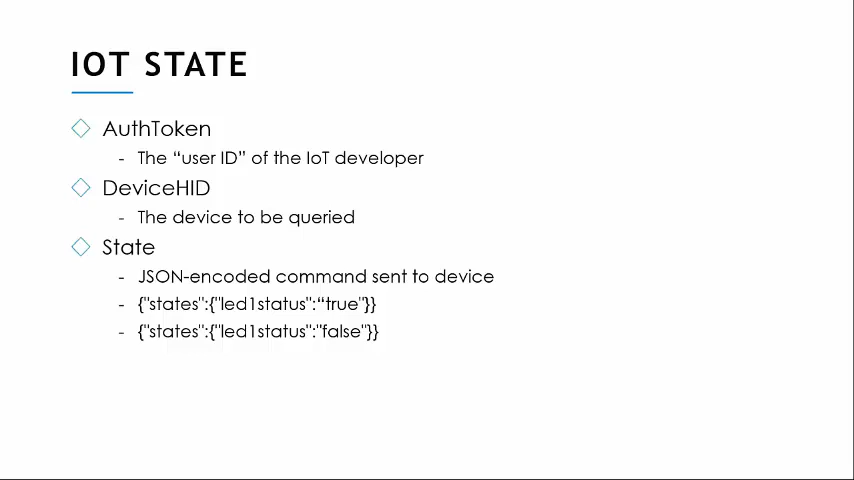 IOT STATE
AuthToken
- The “user ID” of the IoT developer
DeviceHID
- The device to be queried
State
- JSON-encoded command sent to device
- {"states":{"led1status":“true"}}
- {"states":{"led1status":"false"}}